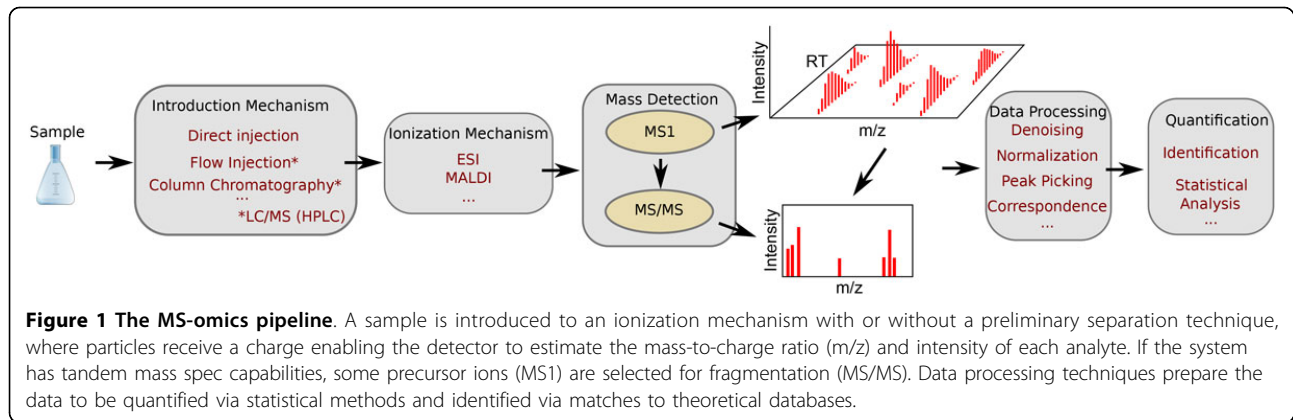 Sample
Introduction Mechanism
Direct injection
Flow Injection*
Column Chromatography*
...
*LC/MS (HPLC)
Ionization Mechanism
ESI
MALDI
...
Mass Detection
MS1
MS/MS
Intensity
RT
m/z
Intensity
m/z
Data Processing
Denoising
Normalization
Peak Picking
Correspondence
...
Quantification
Identification
Statistical
Analysis
...
Figure 1 The MS-omics pipeline. A sample is introduced to an ionization mechanism with or without a preliminary separation technique,
where particles receive a charge enabling the detector to estimate the mass-to-charge ratio (m/z) and intensity of each analyte. If the system
has tandem mass spec capabilities, some precursor ions (MS1) are selected for fragmentation (MS/MS). Data processing techniques prepare the
data to be quantified via statistical methods and identified via matches to theoretical databases.